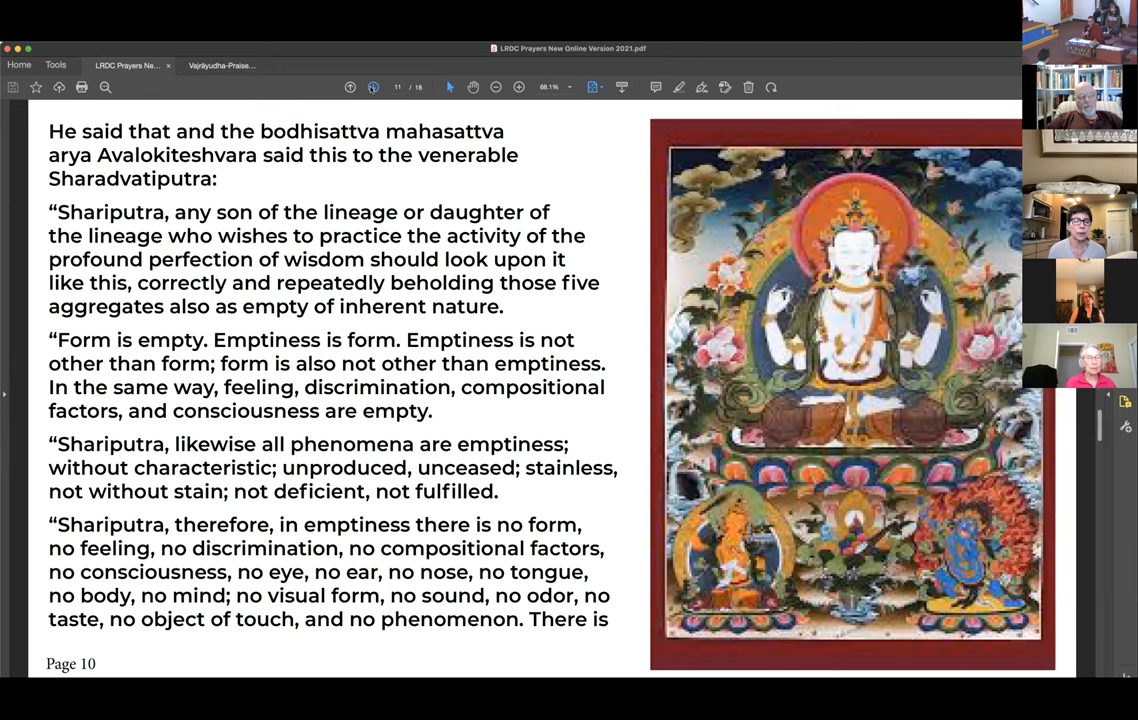 LRDC Prayers New Online Version 2021.pdf
Home Tools LRDC Prayers Ne... × Vajrāyudha-Praise...
11 / 18 68.1%
He said that and the bodhisattva mahasattva
arya Avalokiteshvara said this to the venerable
Sharadvatiputra:
“Shariputra, any son of the lineage or daughter of
the lineage who wishes to practice the activity of the
profound perfection of wisdom should look upon it
like this, correctly and repeatedly beholding those five
aggregates also as empty of inherent nature.
“Form is empty. Emptiness is form. Emptiness is not
other than form; form is also not other than emptiness.
In the same way, feeling, discrimination, compositional
factors, and consciousness are empty.
“Shariputra, likewise all phenomena are emptiness;
without characteristic; unproduced, unceased; stainless,
not without stain; not deficient, not fulfilled.
“Shariputra, therefore, in emptiness there is no form,
no feeling, no discrimination, no compositional factors,
no consciousness, no eye, no ear, no nose, no tongue,
no body, no mind; no visual form, no sound, no odor, no
taste, no object of touch, and no phenomenon. There is
Page 10